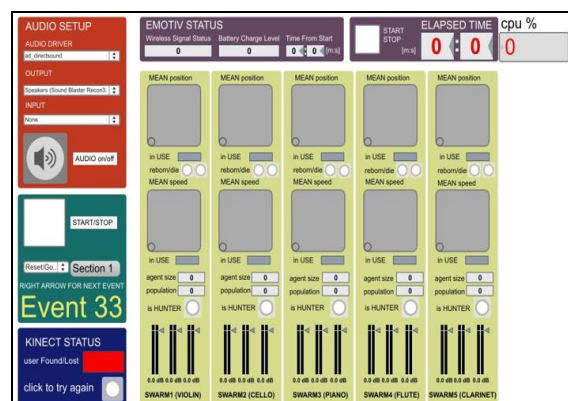 AUDIO SETUP
AUDIO DRIVER
ad_directsound
OUTPUT
Speakers (Sound Blaster Recon3.
INPUT
None
AUDIO on/off
START/STOP
Reset/Go..
Section 1
RIGHT ARROW FOR NEXT EVENT
Event 33
KINECT STATUS
user Found/Lost
click to try again
EMOTIV STATUS
Wireless Signal Status Battery Charge Level Time From Start
0 0 0 0 [m:s]
START
STOP
[m:s]
ELAPSED TIME
0 : 0
cpu %
0
MEAN position MEAN position MEAN position MEAN position MEAN position
in USE in USE in USE in USE in USE
reborn/die reborn/die reborn/die reborn/die reborn/die
MEAN speed MEAN speed MEAN speed MEAN speed MEAN speed
in USE in USE in USE in USE in USE
agent size 0 agent size 0 agent size 0 agent size 0 agent size 0
population 0 population 0 population 0 population 0 population 0
is HUNTER is HUNTER is HUNTER is HUNTER is HUNTER
0.0 dB 0.0 dB 0.0 dB 0.0 dB 0.0 dB 0.0 dB 0.0 dB 0.0 dB 0.0 dB 0.0 dB 0.0 dB 0.0 dB 0.0 dB 0.0 dB 0.0 dB
SWARM1 (VIOLIN) SWARM2 (CELLO) SWARM3 (PIANO) SWARM4 (FLUTE) SWARM5 (CLARINET)